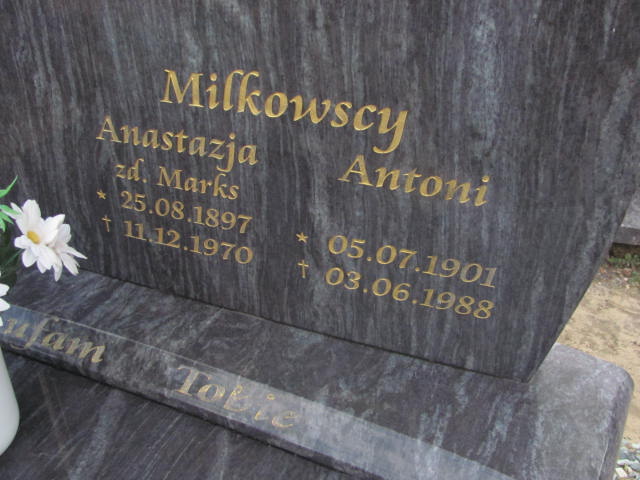 Milkowscy
Anastazja
zd. Marks
* 25.08.1897
† 11.12.1970
Antoni
* 05.07.1901
† 03.06.1988
ufam Tobie